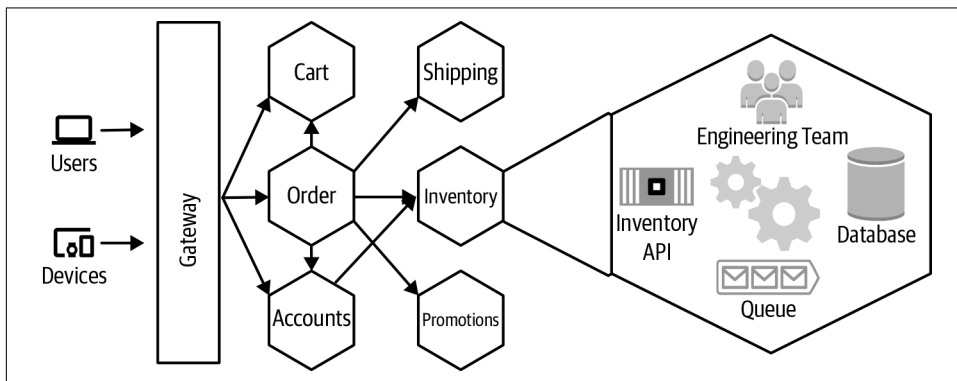 Users
Devices
Gateway
Cart
Order
Accounts
Shipping
Inventory
Promotions
Engineering Team
Inventory
API
Database
Queue